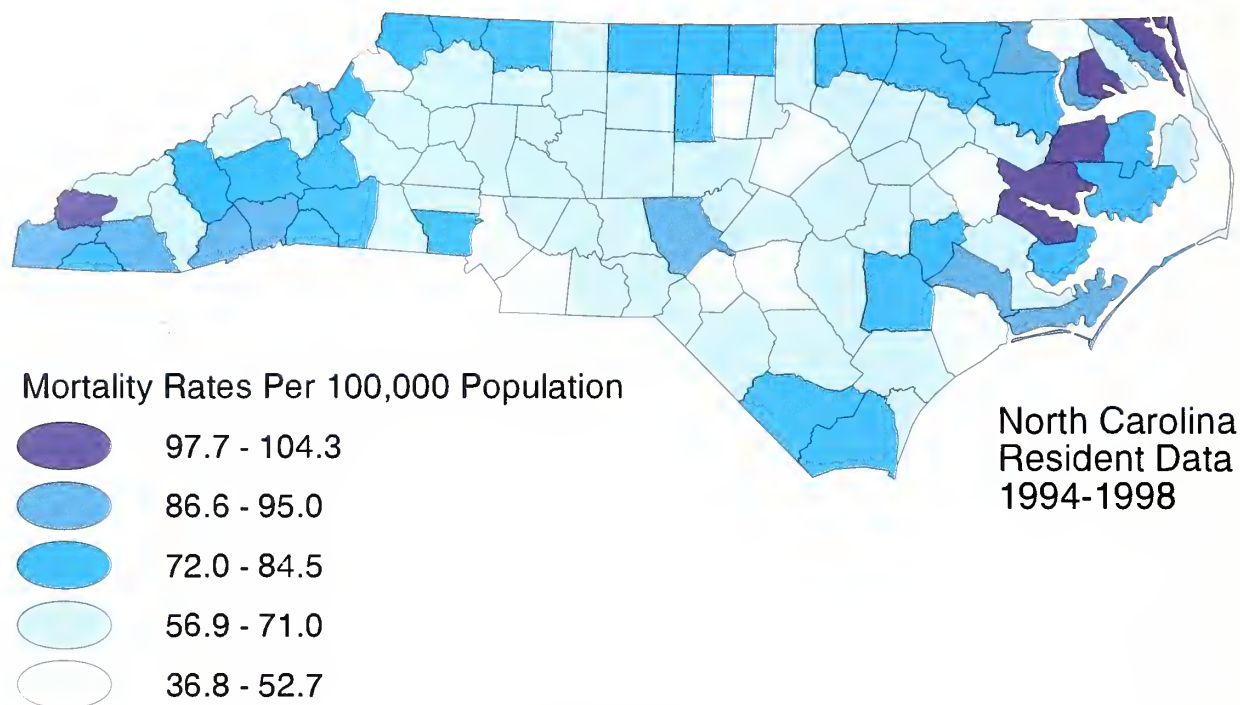 Mortality Rates Per 100,000 Population
97.7 - 104.3
86.6 - 95.0
72.0 - 84.5
56.9 - 71.0
36.8 - 52.7
North Carolina
Resident Data
1994-1998